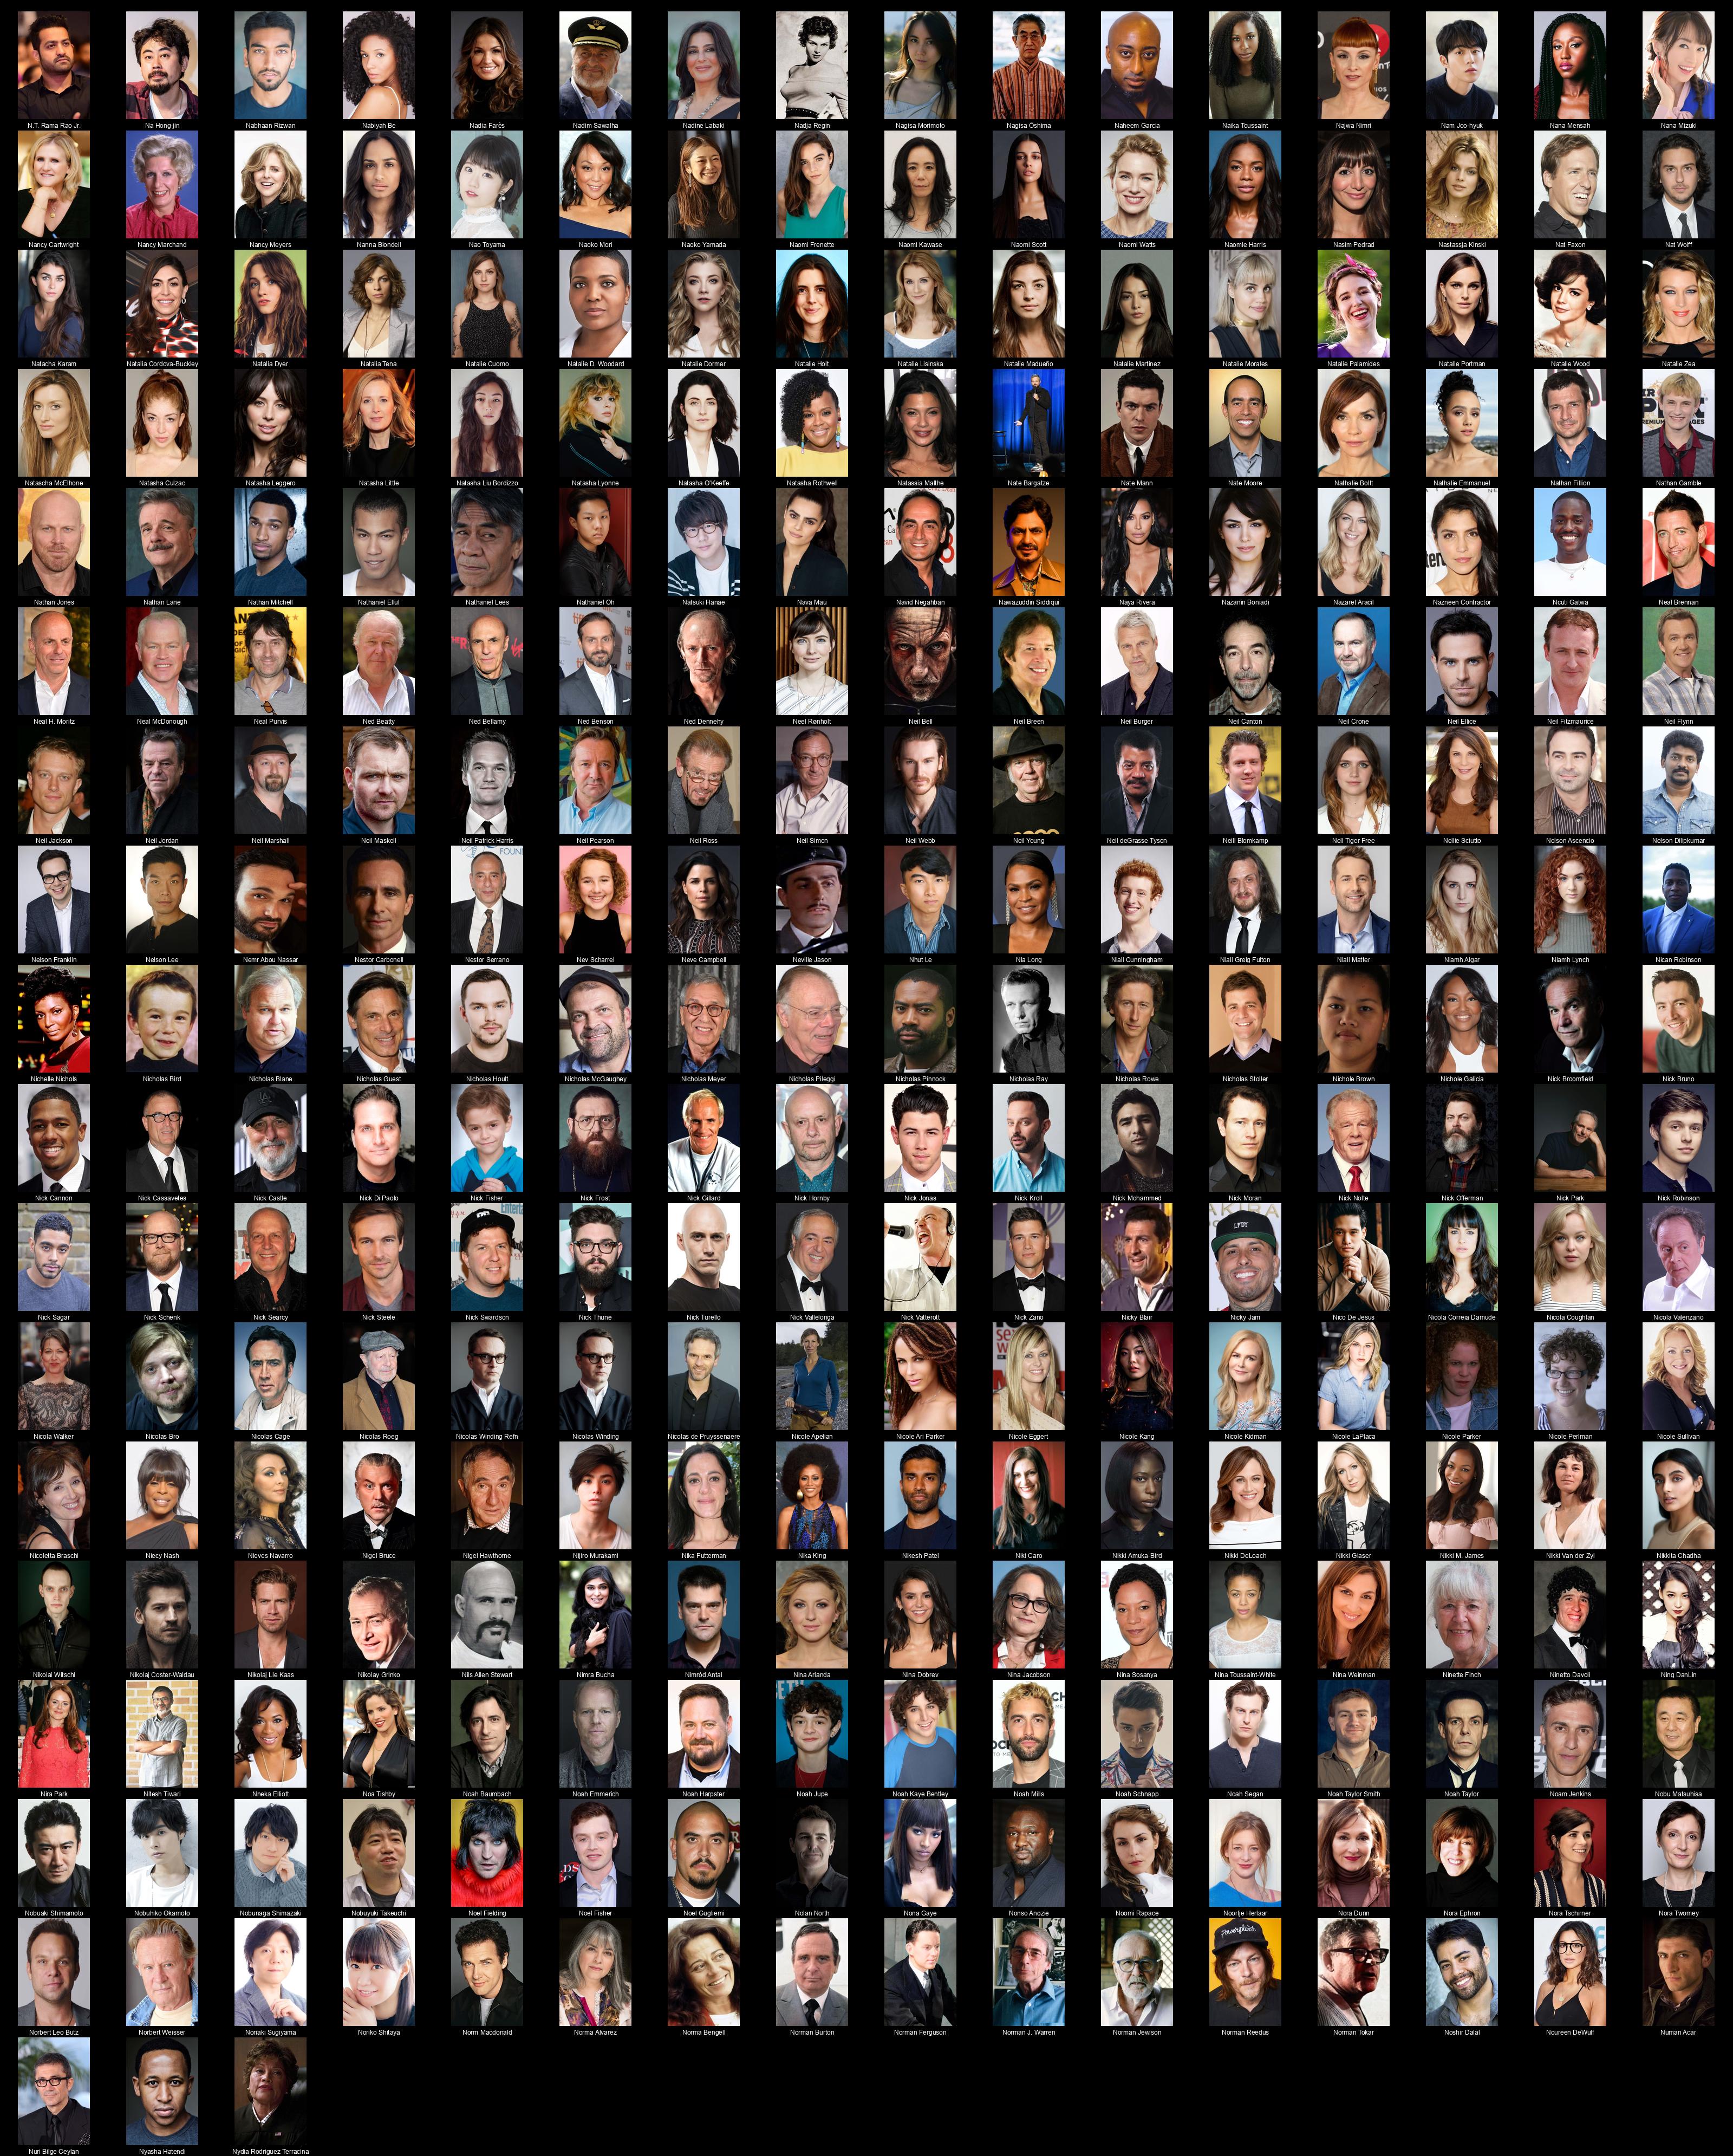 N.T. Rama Rao Jr.
Na Hong-jin
Nabhaan Rizwan
Nabiyah Be
Nadia Farès
Nadim Sawalha
Nadine Labaki
Nadja Regin
Nagisa Morimoto
Nagisa Ōshima
Naheem Garcia
Naika Toussaint
Najwa Nimri
Nam Joo-hyuk
Nana Mensah
Nana Mizuki
Nancy Cartwright
Nancy Marchand
Nancy Meyers
Nanna Blondell
Nao Toyama
Naoko Mori
Naoko Yamada
Naomi Frenette
Naomi Kawase
Naomi Scott
Naomi Watts
Naomie Harris
Nasim Pedrad
Nastassja Kinski
Nat Faxon
Nat Wolff
Natacha Karam
Natalia Cordova-Buckley
Natalia Dyer
Natalia Tena
Natalie Cuomo
Natalie D. Woodard
Natalie Dormer
Natalie Holt
Natalie Lisinska
Natalie Madueño
Natalie Martinez
Natalie Morales
Natalie Palamides
Natalie Portman
Natalie Wood
Natalie Zea
Natascha McElhone
Natasha Culzac
Natasha Leggero
Natasha Little
Natasha Liu Bordizzo
Natasha Lyonne
Natasha O'Keeffe
Natasha Rothwell
Natassia Malthe
Nate Bargatze
Nate Mann
Nate Moore
Nathalie Boltt
Nathalie Emmanuel
Nathan Fillion
Nathan Gamble
Nathan Jones
Nathan Lane
Nathan Mitchell
Nathaniel Ellul
Nathaniel Lees
Nathaniel Oh
Natsuki Hanae
Nava Mau
Navid Negahban
Nawazuddin Siddiqui
Naya Rivera
Nazanin Boniadi
Nazaret Aracil
Nazneen Contractor
Ncuti Gatwa
Neal Brennan
Neal H. Moritz
Neal McDonough
Neal Purvis
Ned Beatty
Ned Bellamy
Ned Benson
Ned Dennehy
Neel Rønholt
Neil Bell
Neil Breen
Neil Burger
Neil Canton
Neil Crone
Neil Ellice
Neil Fitzmaurice
Neil Flynn
Neil Jackson
Neil Jordan
Neil Marshall
Neil Maskell
Neil Patrick Harris
Neil Pearson
Neil Ross
Neil Simon
Neil Webb
Neil Young
Neil deGrasse Tyson
Neill Blomkamp
Nell Tiger Free
Nellie Sciutto
Nelson Ascencio
Nelson Dilipkumar
Nelson Franklin
Nelson Lee
Nemr Abou Nassar
Nestor Carbonell
Nestor Serrano
Nev Scharrel
Neve Campbell
Neville Jason
Nhut Le
Nia Long
Niall Cunningham
Niall Greig Fulton
Niall Matter
Niamh Algar
Niamh Lynch
Nican Robinson
Nichelle Nichols
Nicholas Bird
Nicholas Blane
Nicholas Guest
Nicholas Hoult
Nicholas McGaughey
Nicholas Meyer
Nicholas Pileggi
Nicholas Pinnock
Nicholas Ray
Nicholas Rowe
Nicholas Stoller
Nichole Brown
Nichole Galicia
Nick Broomfield
Nick Bruno
Nick Cannon
Nick Cassavetes
Nick Castle
Nick Di Paolo
Nick Fisher
Nick Frost
Nick Gillard
Nick Hornby
Nick Jonas
Nick Kroll
Nick Mohammed
Nick Moran
Nick Nolte
Nick Offerman
Nick Park
Nick Robinson
Nick Sagar
Nick Schenk
Nick Searcy
Nick Steele
Nick Swardson
Nick Thune
Nick Turello
Nick Vallelonga
Nick Vatterott
Nick Zano
Nicky Blair
Nicky Jam
Nico De Jesus
Nicola Correia Damude
Nicola Coughlan
Nicola Valenzano
Nicola Walker
Nicolas Bro
Nicolas Cage
Nicolas Roeg
Nicolas Winding Refn
Nicolas Winding
Nicolas de Pruyssenaere
Nicole Apelian
Nicole Ari Parker
Nicole Eggert
Nicole Kang
Nicole Kidman
Nicole LaPlaca
Nicole Parker
Nicole Perlman
Nicole Sullivan
Nicoletta Braschi
Niecy Nash
Nieves Navarro
Nigel Bruce
Nigel Hawthorne
Nijiro Murakami
Nika Futterman
Nika King
Nikesh Patel
Niki Caro
Nikki Amuka-Bird
Nikki DeLoach
Nikki Glaser
Nikki M. James
Nikki Van der Zyl
Nikkita Chadha
Nikolai Witschl
Nikolaj Coster-Waldau
Nikolaj Lie Kaas
Nikolay Grinko
Nils Allen Stewart
Nimra Bucha
Nimród Antal
Nina Arianda
Nina Dobrev
Nina Jacobson
Nina Sosanya
Nina Toussaint-White
Nina Weinman
Ninette Finch
Ninetto Davoli
Ning DanLin
Nira Park
Nitesh Tiwari
Nneka Elliott
Noa Tishby
Noah Baumbach
Noah Emmerich
Noah Harpster
Noah Jupe
Noah Kaye Bentley
Noah Mills
Noah Schnapp
Noah Segan
Noah Taylor Smith
Noah Taylor
Noam Jenkins
Nobu Matsuhisa
Nobuaki Shimamoto
Nobuhiko Okamoto
Nobunaga Shimazaki
Nobuyuki Takeuchi
Noel Fielding
Noel Fisher
Noel Gugliemi
Nolan North
Nona Gaye
Nonso Anozie
Noomi Rapace
Noortje Herlaar
Nora Dunn
Nora Ephron
Nora Tschirner
Nora Twomey
Norbert Leo Butz
Norbert Weisser
Noriaki Sugiyama
Noriko Shitaya
Norm Macdonald
Norma Alvarez
Norma Bengell
Norman Burton
Norman Ferguson
Norman J. Warren
Norman Jewison
Norman Reedus
Norman Tokar
Noshir Dalal
Noureen DeWulf
Numan Acar
Nuri Bilge Ceylan
Nyasha Hatendi
Nydia Rodriguez Terracina